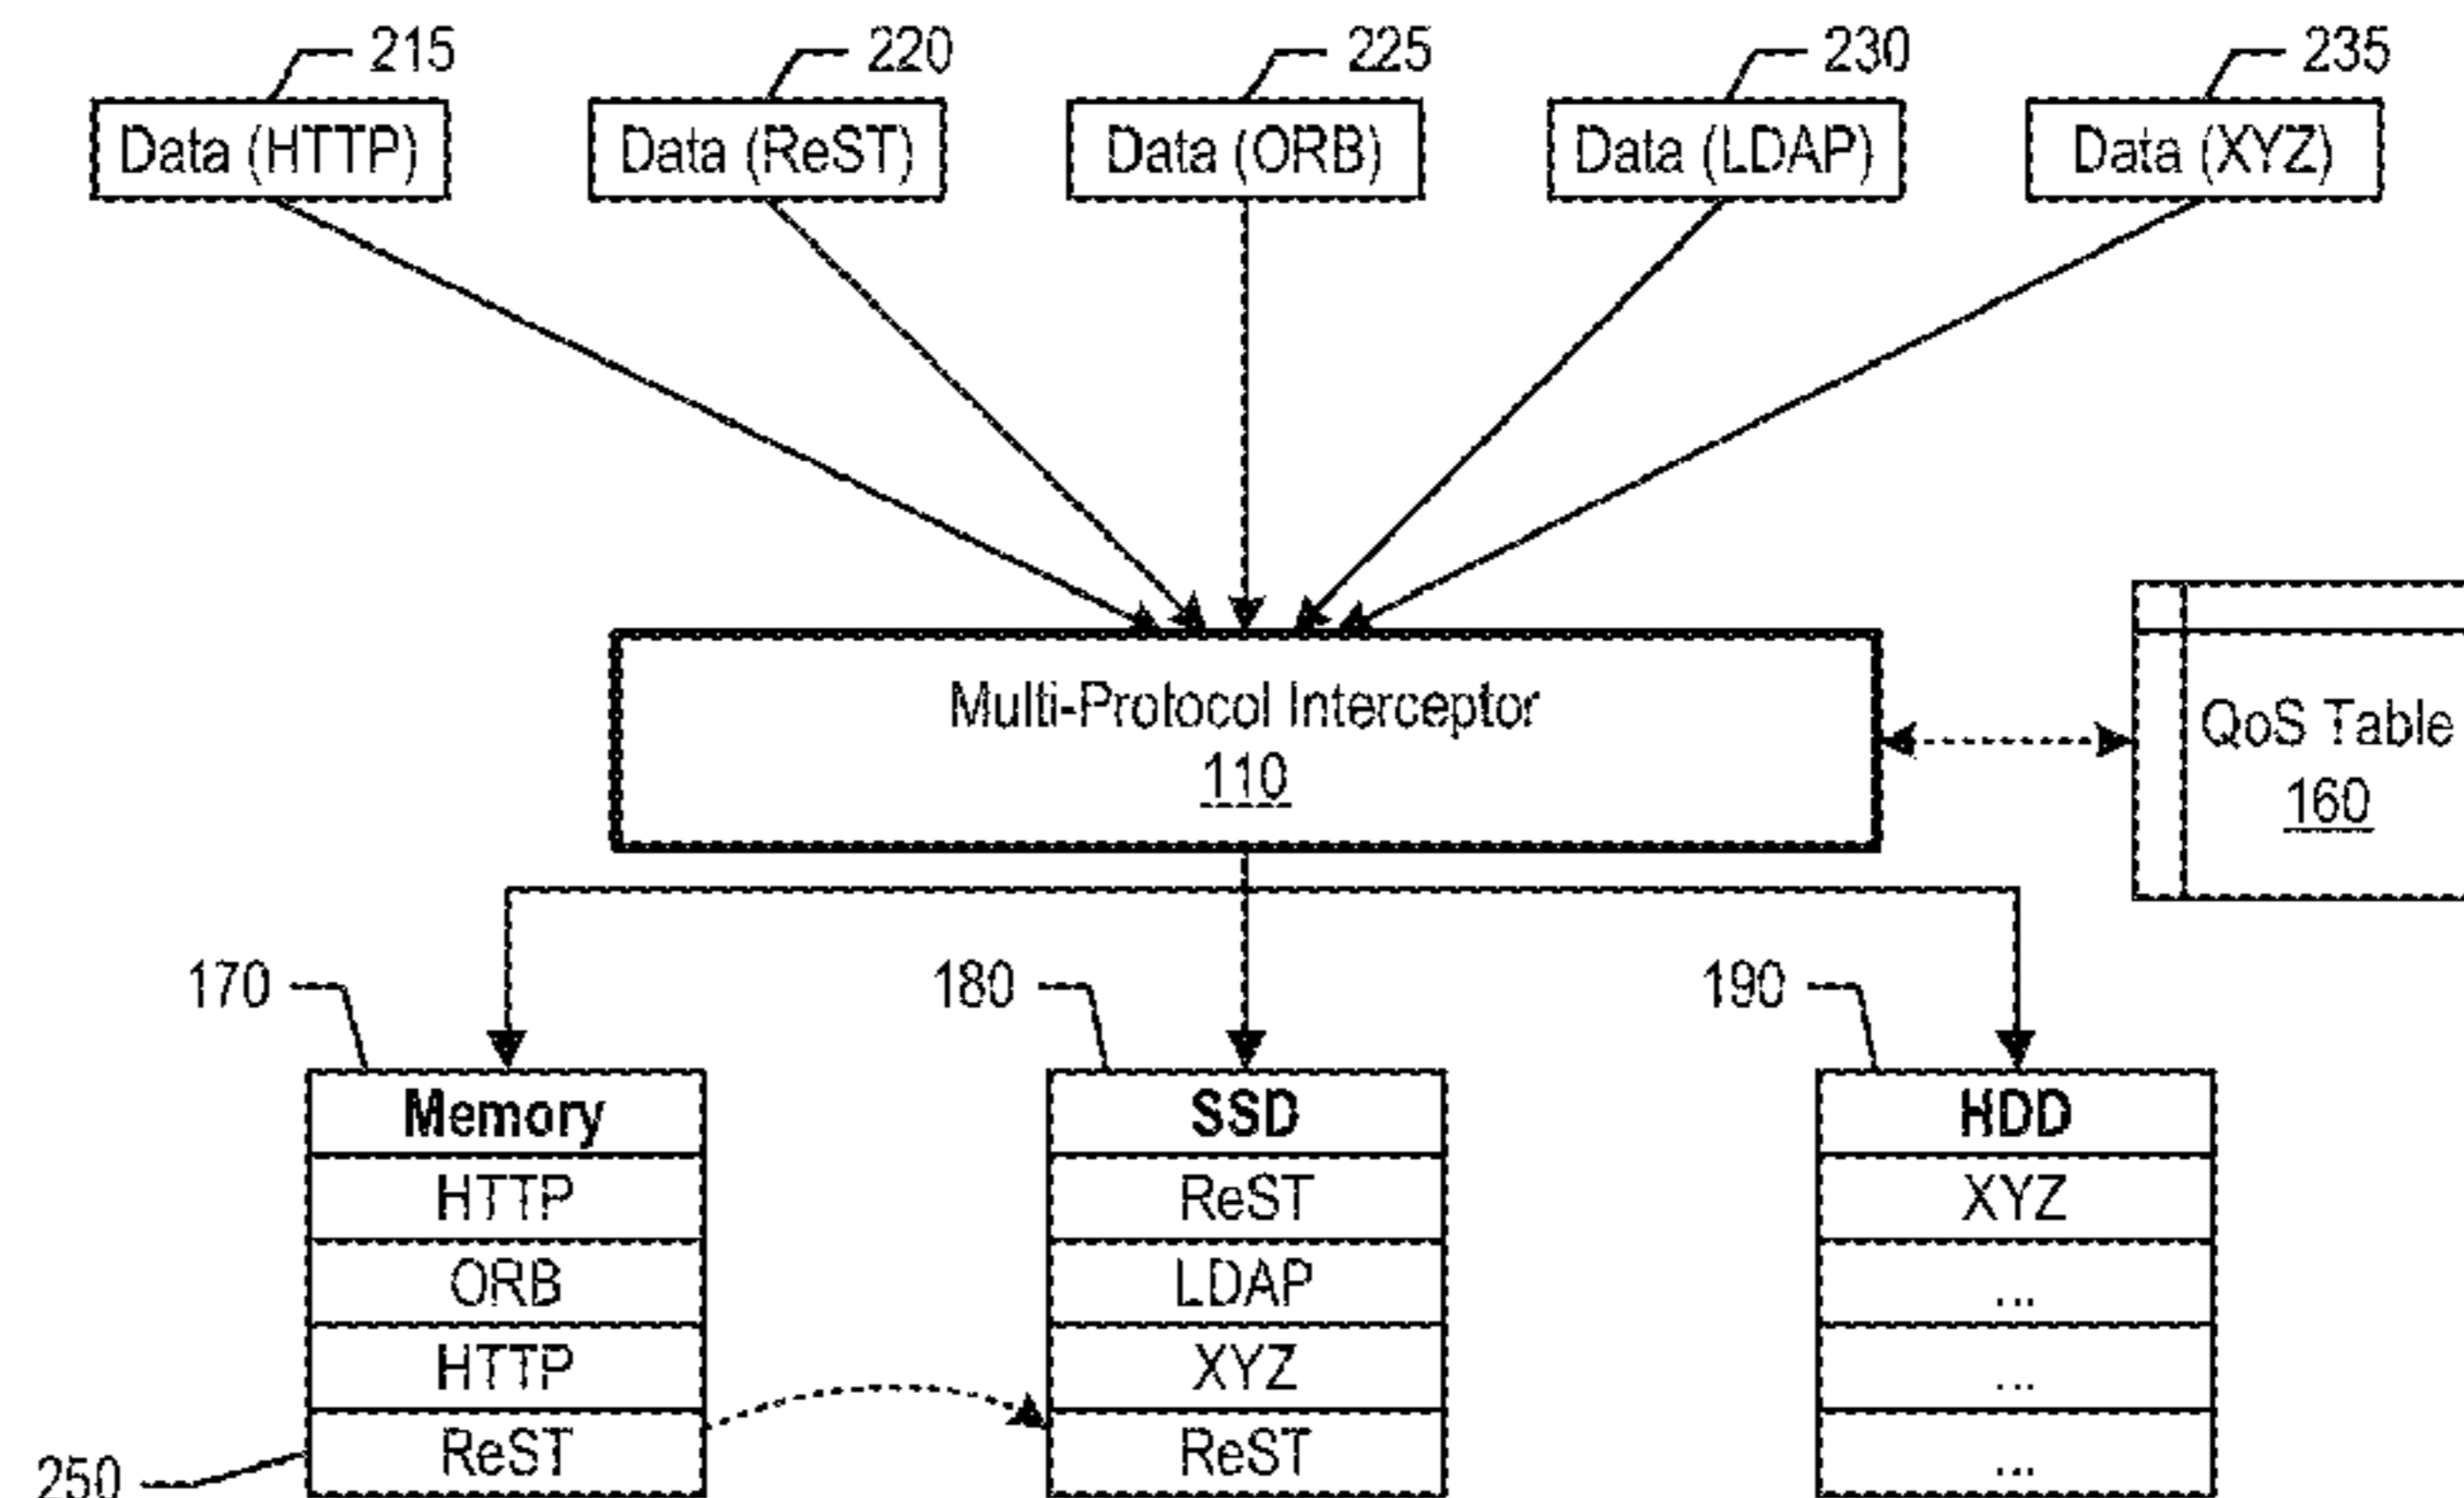 215
220
225
230
235
Data (HTTP)
Data (ReST)
Data (ORB)
Data (LDAP)
Data (XYZ)
Multi-Protocol Interceptor
110
QoS Table
160
170
180
190
Memory
HTTP
ORB
HTTP
ReST
SSD
ReST
LDAP
XYZ
ReST
HDD
XYZ
...
...
...
250